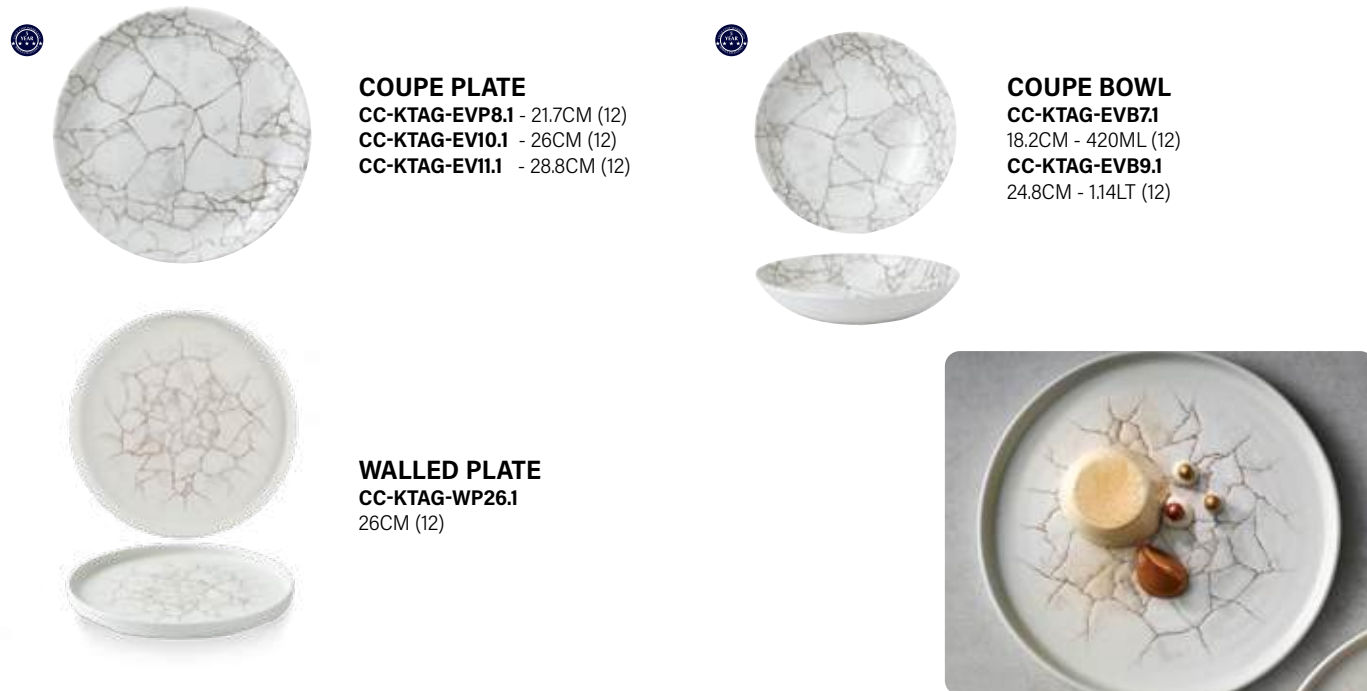 YEAR
COUPE PLATE
CC-KTAG-EVP8.1 - 21.7CM (12)
CC-KTAG-EV10.1 - 26CM (12)
CC-KTAG-EV11.1 - 28.8CM (12)
YEAR
COUPE BOWL
CC-KTAG-EVB7.1
18.2CM - 420ML (12)
CC-KTAG-EVB9.1
24.8CM - 1.14LT (12)
WALLED PLATE
CC-KTAG-WP26.1
26CM (12)